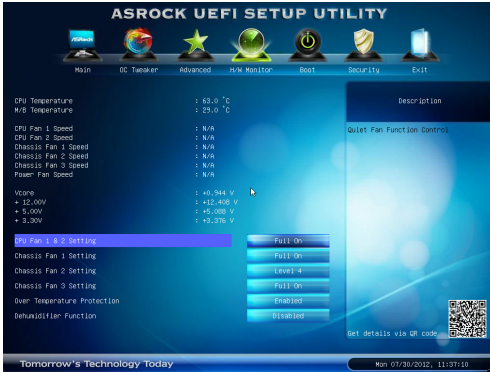 ASROCK UEFI SETUP UTILITY
ASRock
Main OC Tweaker Advanced H/W Monitor Boot Security Exit
CPU Temperature : 63.0 °C
M/B Temperature : 29.0 °C
CPU Fan 1 Speed : N/A
CPU Fan 2 Speed : N/A
Chassis Fan 1 Speed : N/A
Chassis Fan 2 Speed : N/A
Chassis Fan 3 Speed : N/A
Power Fan Speed : N/A
Vcore : +0.944 V
+ 12.00V : +12.408 V
+ 5.00V : +5.088 V
+ 3.30V : +3.376 V
CPU Fan 1 & 2 Setting Full On
Chassis Fan 1 Setting Full On
Chassis Fan 2 Setting Level 4
Chassis Fan 3 Setting Full On
Over Temperature Protection Enabled
Dehumidifier Function Disabled
Description
Quiet Fan Function Control
Get details via QR code
Tomorrow's Technology Today
Mon 07/30/2012, 11:37:10